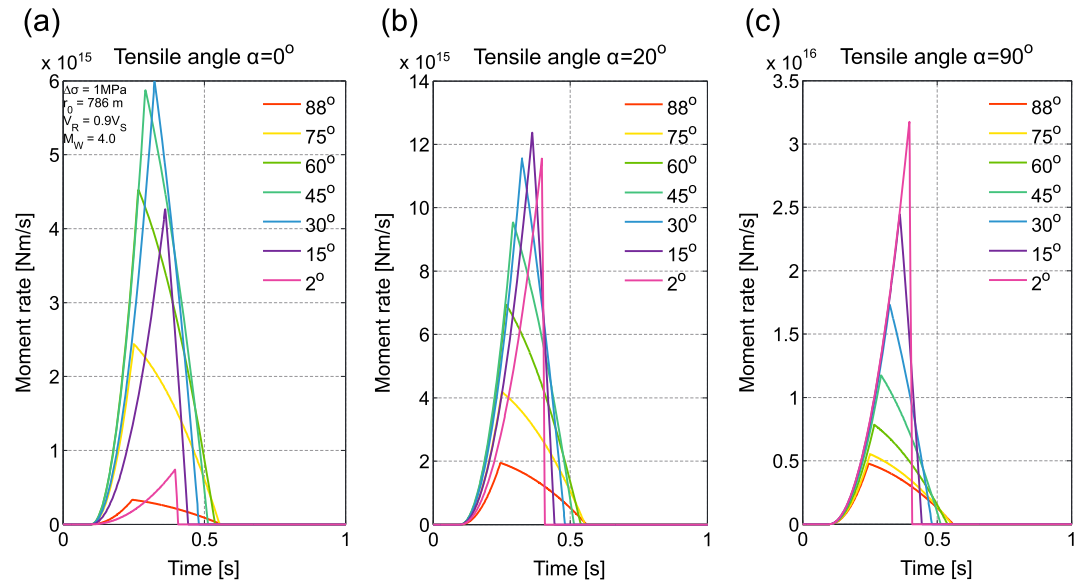 (a)
Tensile angle α=0°
x 10^15
Δσ = 1MPa
r_0 = 786 m
V_R = 0.9V_S
M_W = 4.0
88°
75°
60°
45°
30°
15°
2°
6
5
4
3
2
1
0
0
0.5
1
Moment rate [Nm/s]
Time [s]
(b)
Tensile angle α=20°
x 10^15
88°
75°
60°
45°
30°
15°
2°
14
12
10
8
6
4
2
0
0
0.5
1
Moment rate [Nm/s]
Time [s]
(c)
Tensile angle α=90°
x 10^16
88°
75°
60°
45°
30°
15°
2°
3.5
3
2.5
2
1.5
1
0.5
0
0
0.5
1
Moment rate [Nm/s]
Time [s]